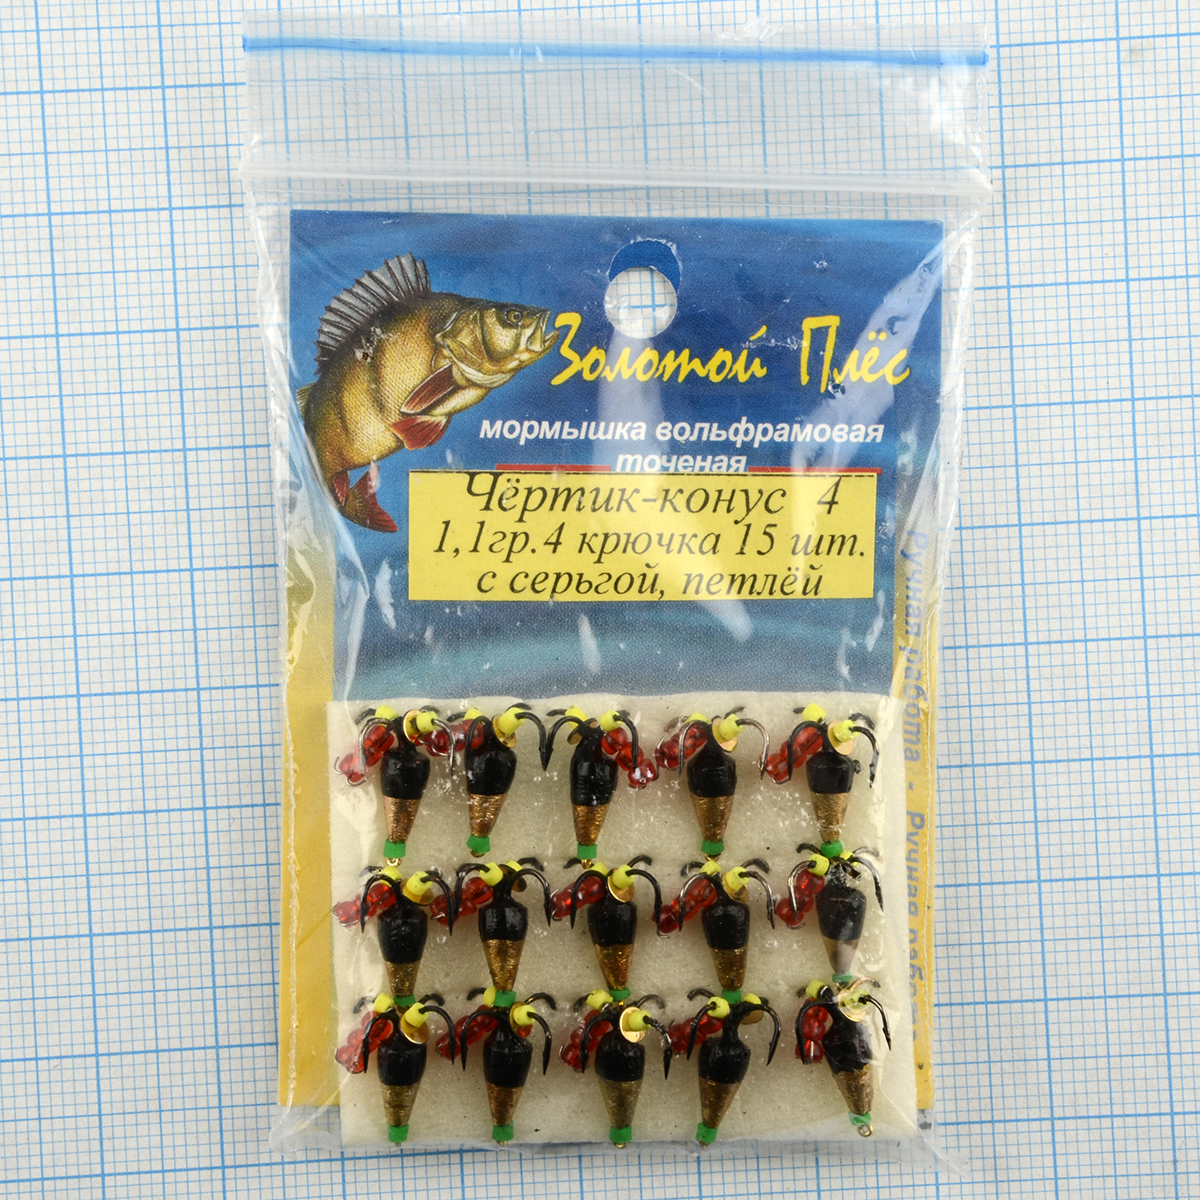 Золотой Плёс
мормышка вольфрамовая
точеная
Чёртик-конус 4
1,1гр.4 крючка 15 шт.
с серьгой, петлёй
Ручная работа - Ручная работа